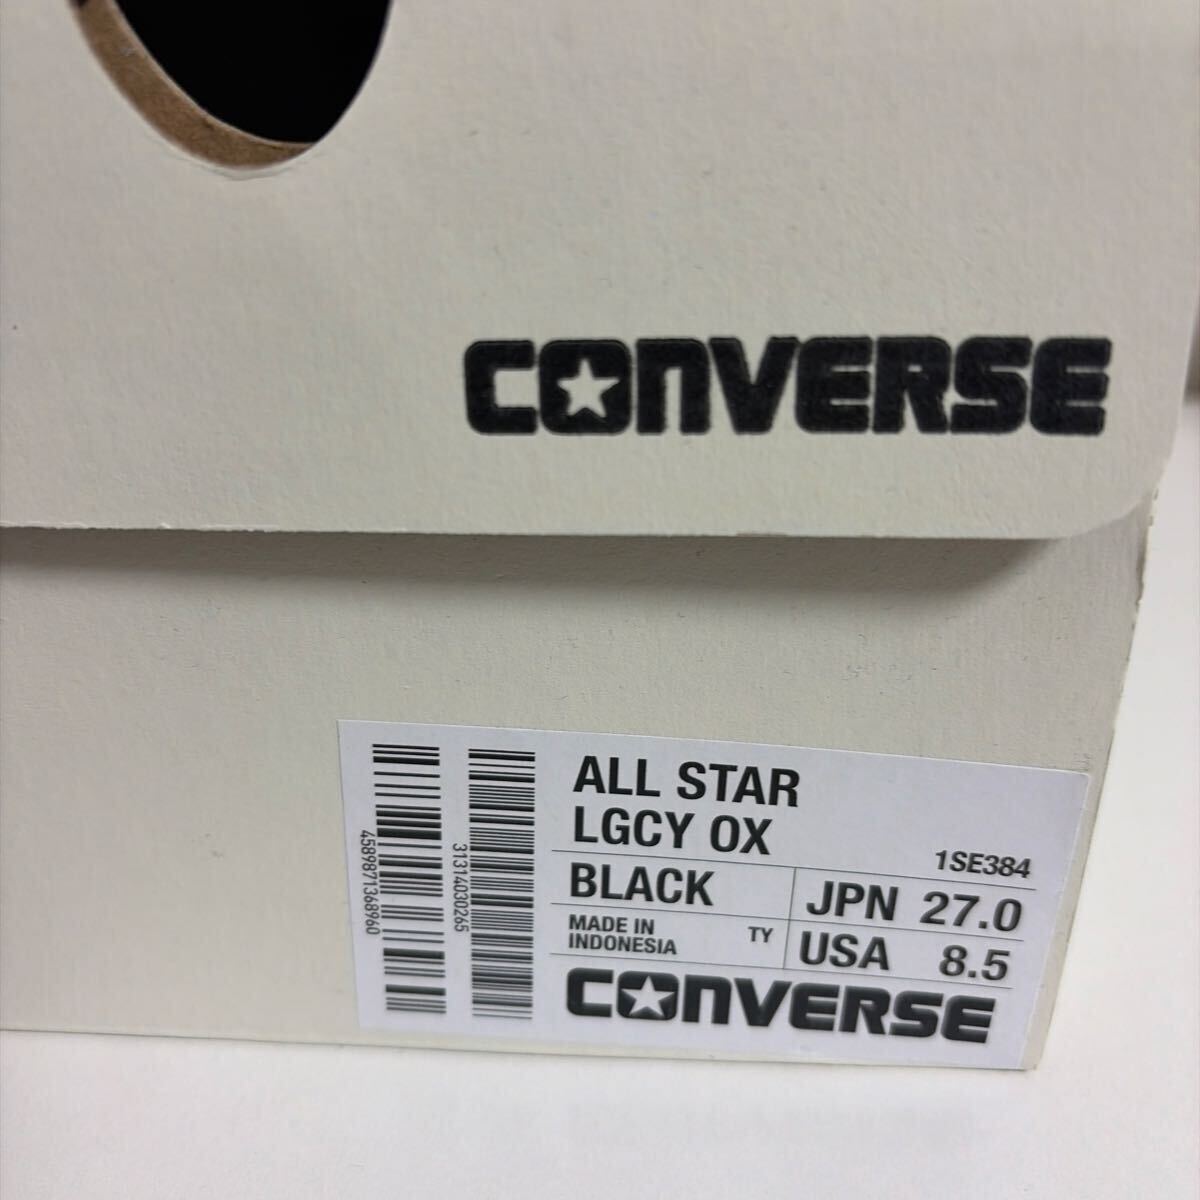 CONVERSE
4589871368960
31314030265
ALL STAR
LGCY OX
1SE384
BLACK
JPN 27.0
MADE IN
INDONESIA
TY
USA 8.5
CONVERSE